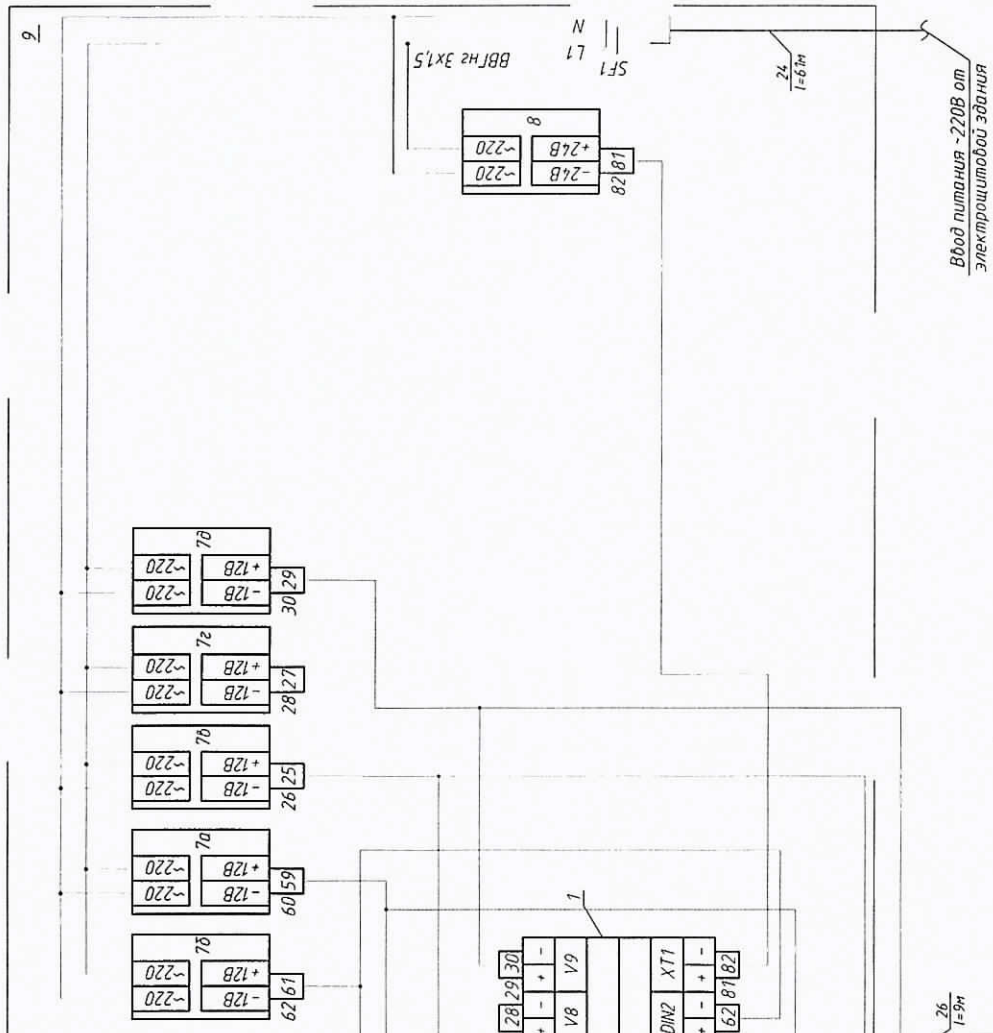 9
ВВГнг 3х1,5
N
L1
SF1
24
l=61м
Ввод питания ~220В от
электрощитовой здания
8
~220 +24В 81
~220 -24В 82
7д
~220 +12В 29
~220 -12В 30
7г
~220 +12В 27
~220 -12В 28
7в
~220 +12В 25
~220 -12В 26
7а
~220 +12В 59
~220 -12В 60
7б
~220 +12В 61
~220 -12В 62
1
30 - V9 XT1 - 82
29 + + 81
28 - V8 DIN2 - 62
+ +
26
l=9м